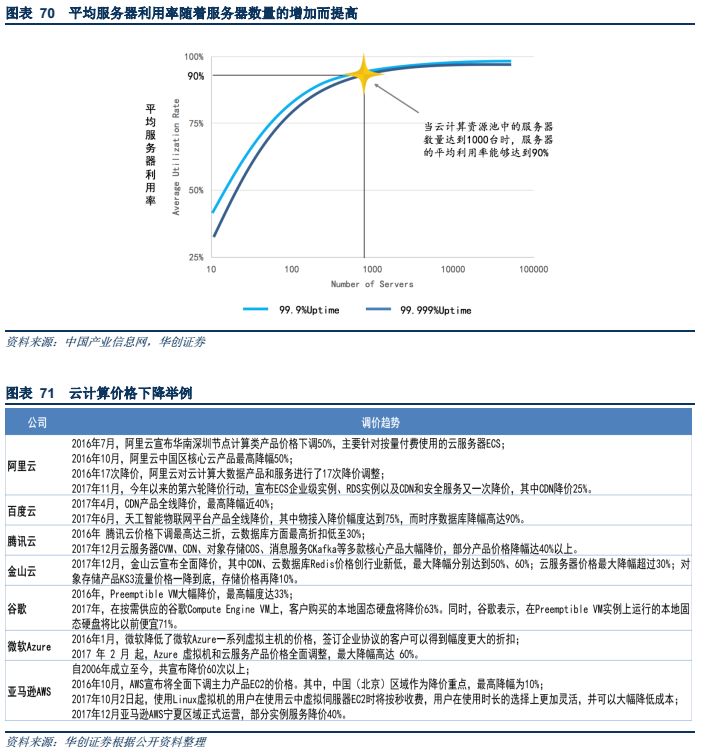 图表 70 平均服务器利用率随着服务器数量的增加而提高
100%
90%
75%
50%
25%
平均服务器利用率
Average Utilization Rate
当云计算资源池中的服务器
数量达到1000台时，服务器
的平均利用率能够达到90%
10 100 1000 10000 100000
Number of Servers
99.9%Uptime 99.999%Uptime
资料来源：中国产业信息网，华创证券
图表 71 云计算价格下降举例
公司 调价趋势
阿里云
2016年7月，阿里云宣布华南深圳节点计算类产品价格下调50%，主要针对按量付费使用的云服务器ECS；
2016年10月，阿里云中国区核心云产品最高降幅50%；
2016年17次降价，阿里云对云计算大数据产品和服务进行了17次降价调整；
2017年11月，今年以来的第六轮降价行动，宣布ECS企业级实例、RDS实例以及CDN和安全服务又一次降价，其中CDN降价25%。
百度云
2017年4月，CDN产品全线降价，最高降幅近40%；
2017年6月，天工智能物联网平台产品全线降价，其中物接入降价幅度达到75%，而时序数据库降幅高达90%。
腾讯云
2016年 腾讯云价格下调最高达三折，云数据库方面最高折扣低至30%；
2017年12月云服务器CVM、CDN、对象存储COS、消息服务CKafka等多款核心产品大幅降价，部分产品价格降幅达40%以上。
金山云
2017年12月，金山云宣布全面降价，其中CDN、云数据库Redis价格创行业新低，最大降幅分别达到50%、60%；云服务器价格最大降幅超过30%；对
象存储产品KS3流量价格一降到底，存储价格再降10%。
谷歌
2016年，Preemptible VM大幅降价，最高幅度达33%；
2017年，在按需供应的谷歌Compute Engine VM上，客户购买的本地固态硬盘将降价63%。同时，谷歌表示，在Preemptible VM实例上运行的本地固
态硬盘将比以前便宜71%。
微软Azure
2016年1月，微软降低了微软Azure一系列虚拟主机的价格，签订企业协议的客户可以得到幅度更大的折扣；
2017 年 2 月 起，Azure 虚拟机和云服务产品价格全面调整，最大降幅高达 60%。
亚马逊AWS
自2006年成立至今，共宣布降价60次以上；
2016年10月，AWS宣布将全面下调主力产品EC2的价格。其中，中国（北京）区域作为降价重点，最高降幅为10%；
2017年10月2日起，使用Linux虚拟机的用户在使用云中虚拟伺服器EC2时将按秒收费，用户在使用时长的选择上更加灵活，并可以大幅降低成本；
2017年12月亚马逊AWS宁夏区域正式运营，部分实例服务降价40%。
资料来源：华创证券根据公开资料整理